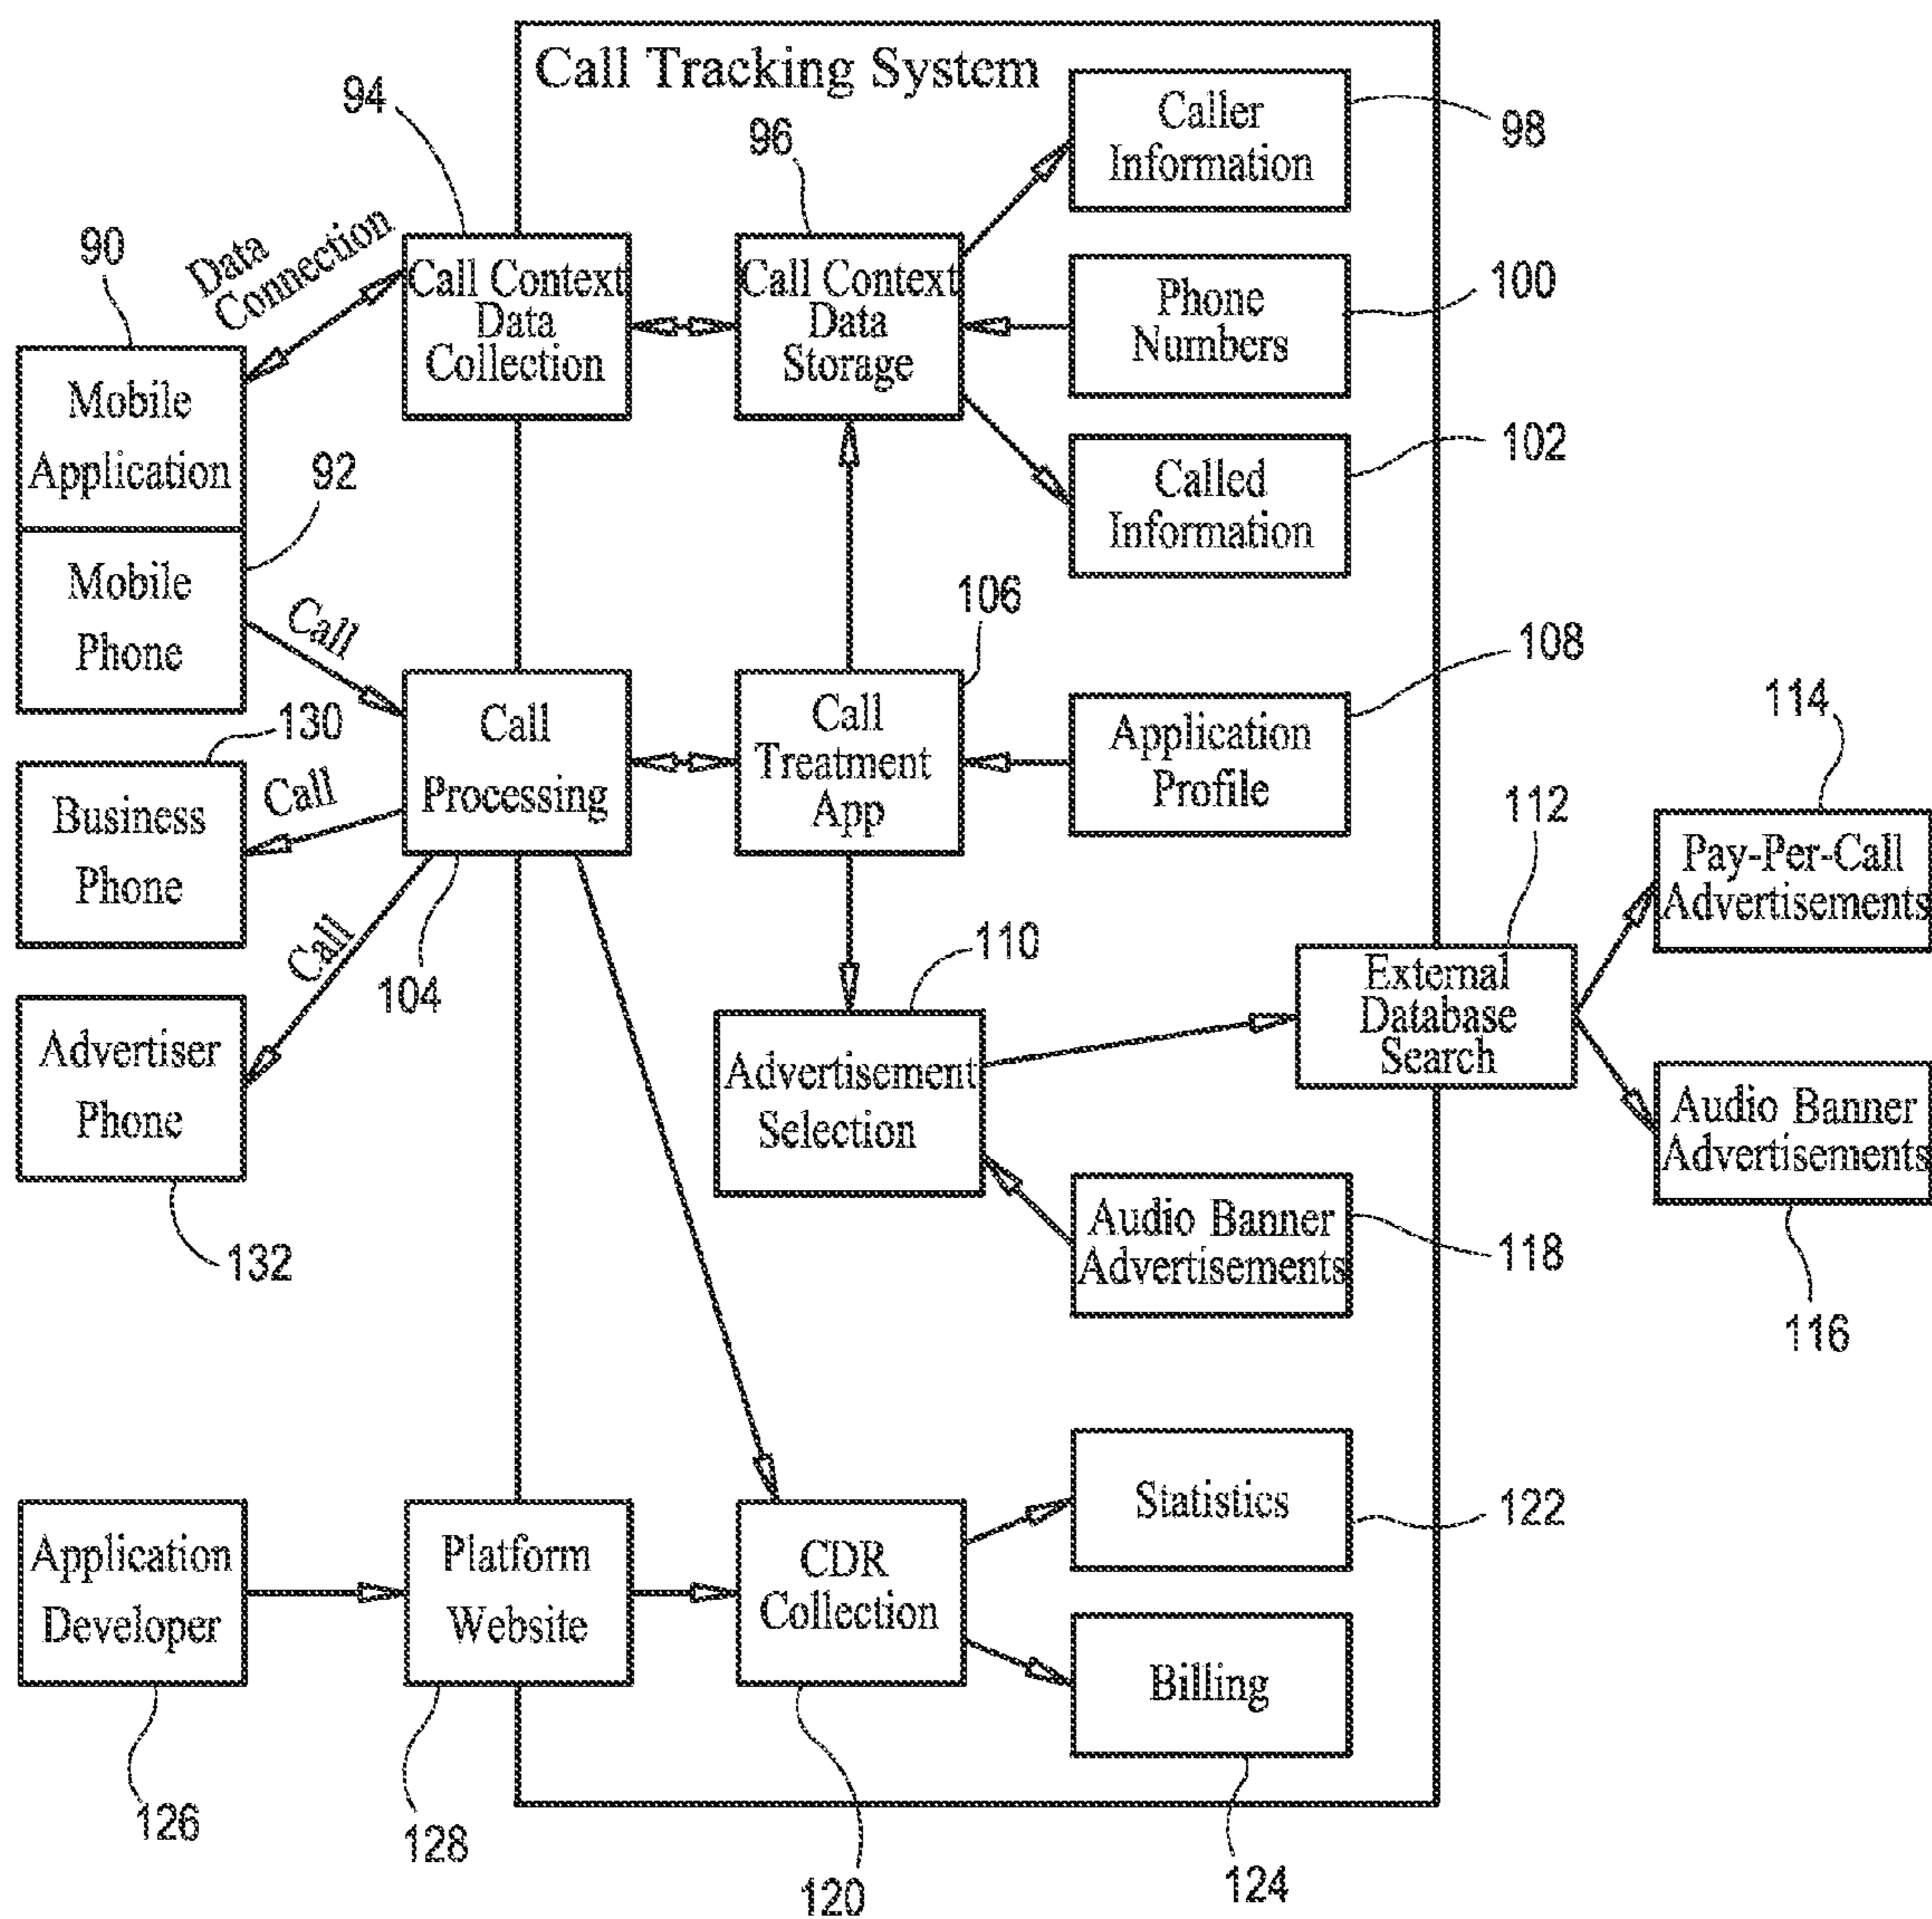 Call Tracking System
94
96
Caller
Information
98
90
Data
Connection
Call Context
Data
Collection
Call Context
Data
Storage
Phone
Numbers
100
Mobile
Application
92
Called
Information
102
Mobile
Phone
Call
106
108
130
Call
Processing
Call
Treatment
App
Application
Profile
114
Business
Phone
Call
112
Pay-Per-Call
Advertisements
Call
104
110
External
Database
Search
Advertiser
Phone
Advertisement
Selection
Audio Banner
Advertisements
132
Audio Banner
Advertisements
118
116
Statistics
122
Application
Developer
Platform
Website
CDR
Collection
Billing
126
128
120
124